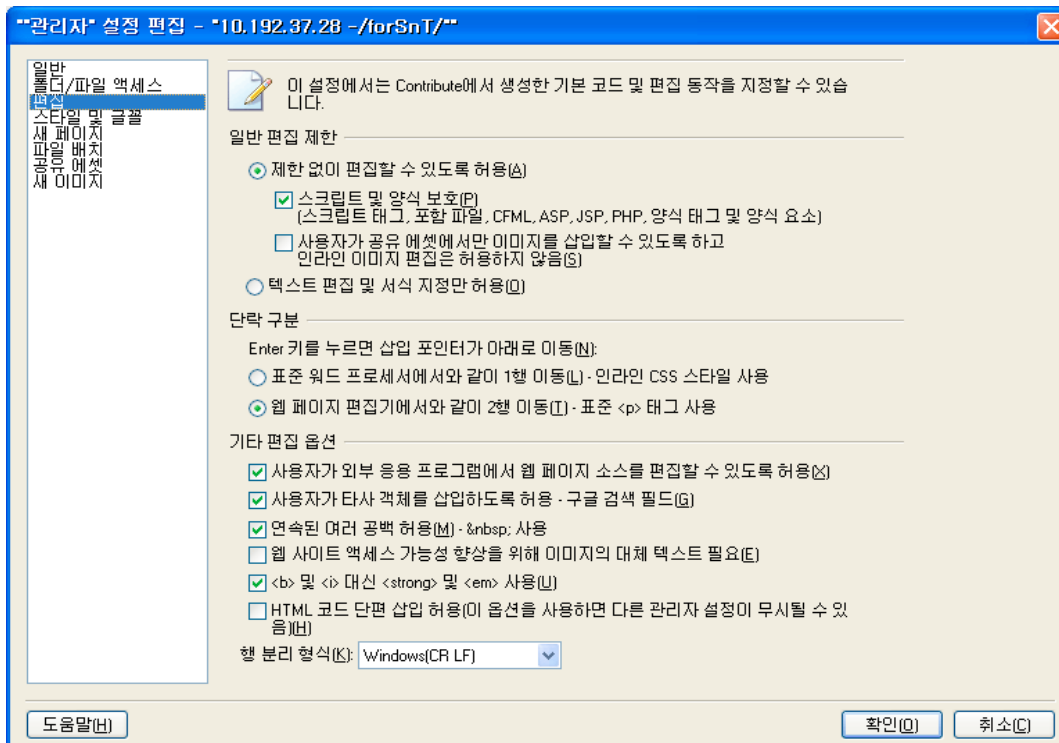 ""관리자" 설정 편집 - "10.192.37.28 -/forSnT/""
일반
폴더/파일 액세스
편집
스타일 및 글꼴
새 페이지
파일 배치
공유 에셋
새 이미지
이 설정에서는 Contribute에서 생성한 기본 코드 및 편집 동작을 지정할 수 있습
니다.
일반 편집 제한
제한 없이 편집할 수 있도록 허용(A)
스크립트 및 양식 보호(P)
(스크립트 태그, 포함 파일, CFML, ASP, JSP, PHP, 양식 태그 및 양식 요소)
사용자가 공유 에셋에서만 이미지를 삽입할 수 있도록 하고
인라인 이미지 편집은 허용하지 않음(S)
텍스트 편집 및 서식 지정만 허용(O)
단락 구분
Enter 키를 누르면 삽입 포인터가 아래로 이동(N):
표준 워드 프로세서에서와 같이 1행 이동(L) - 인라인 CSS 스타일 사용
웹 페이지 편집기에서와 같이 2행 이동(T) - 표준 <p> 태그 사용
기타 편집 옵션
사용자가 외부 응용 프로그램에서 웹 페이지 소스를 편집할 수 있도록 허용(X)
사용자가 타사 객체를 삽입하도록 허용 - 구글 검색 필드(G)
연속된 여러 공백 허용(M) - &nbsp; 사용
웹 사이트 액세스 가능성 향상을 위해 이미지의 대체 텍스트 필요(E)
<b> 및 <i> 대신 <strong> 및 <em> 사용(U)
HTML 코드 단편 삽입 허용(이 옵션을 사용하면 다른 관리자 설정이 무시될 수 있
음)(H)
행 분리 형식(K): Windows(CR LF)
도움말(H) 확인(O) 취소(C)